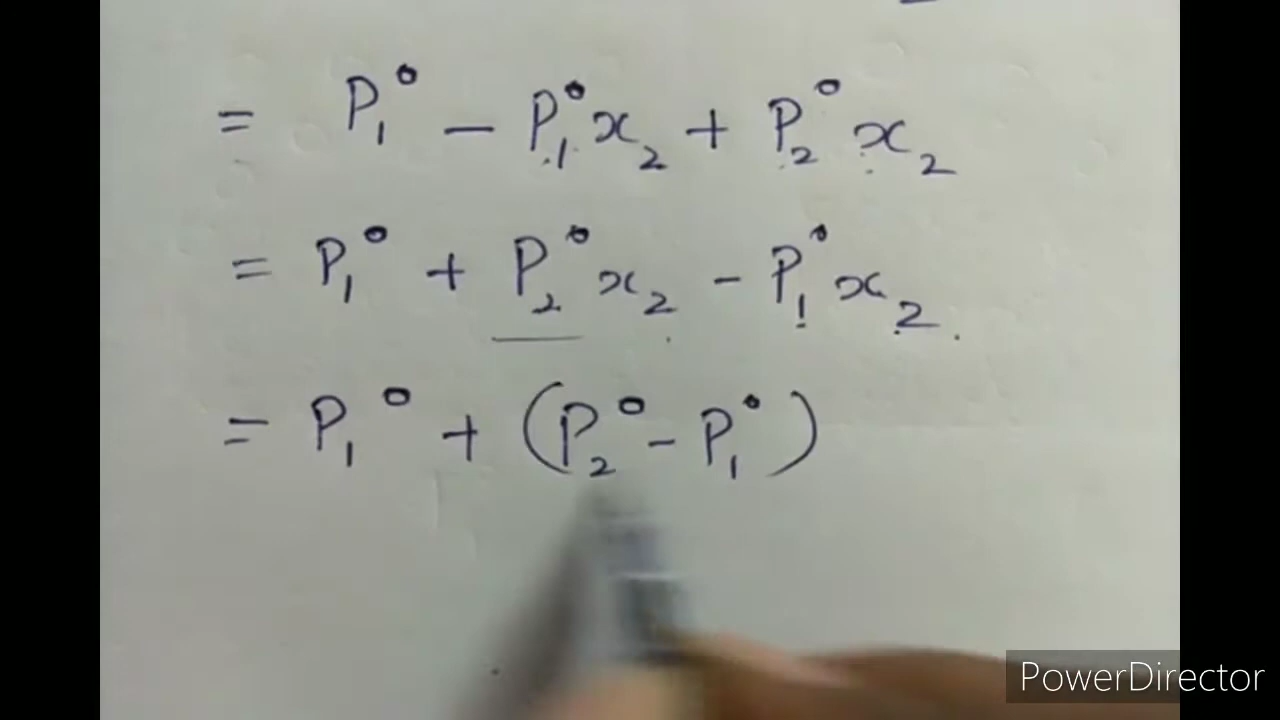 = P₁° − P₁°x₂ + P₂°x₂
= P₁° + P₂°x₂ − P₁°x₂.
= P₁° + (P₂° − P₁°)
PowerDirector